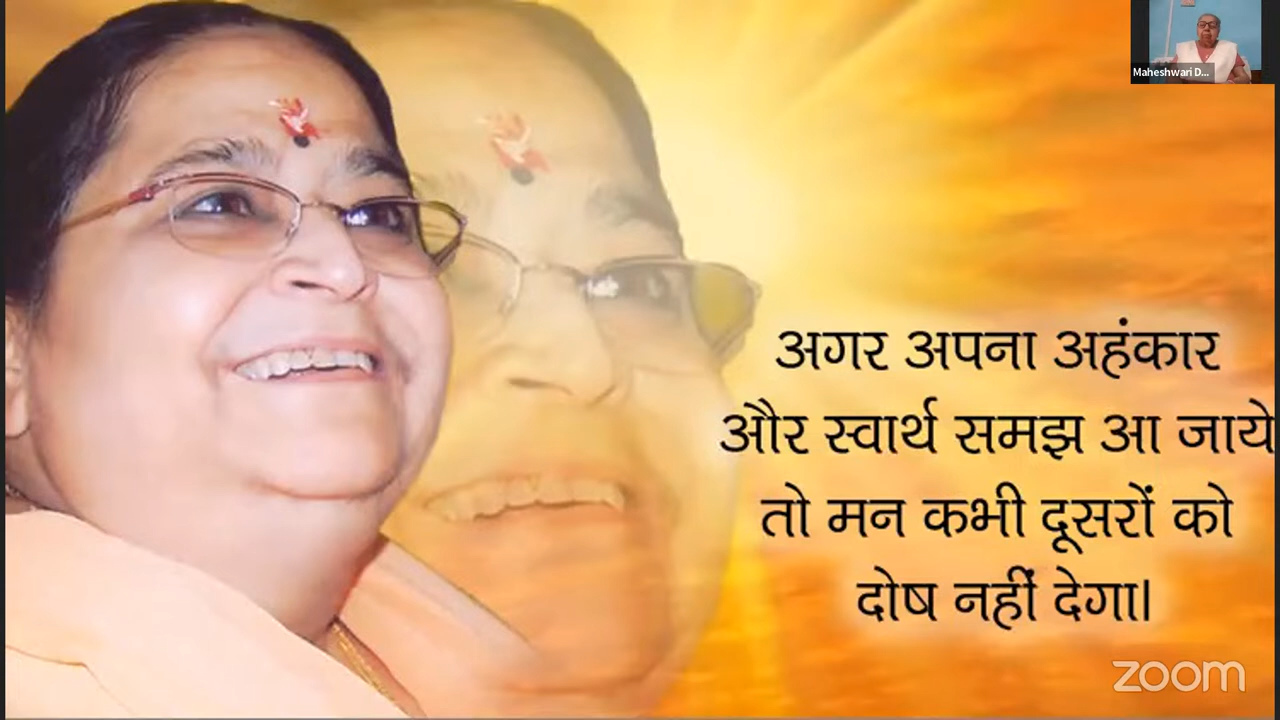 Maheshwari D...
अगर अपना अहंकार
और स्वार्थ समझ आ जाये
तो मन कभी दूसरों को
दोष नहीं देगा।
zoom